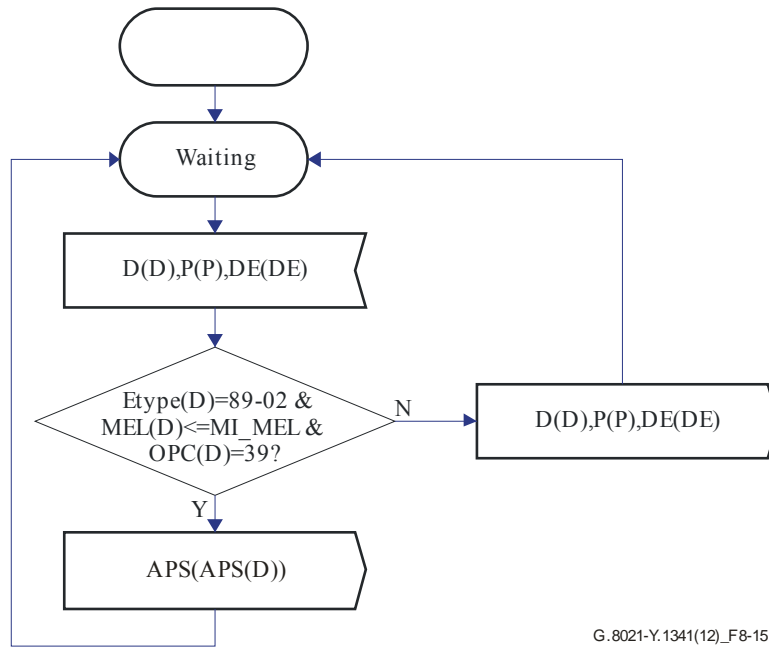 Waiting
D(D),P(P),DE(DE)
Etype(D)=89-02 &
MEL(D)<=MI_MEL &
OPC(D)=39?
N
D(D),P(P),DE(DE)
Y
APS(APS(D))
G.8021-Y.1341(12)_F8-15